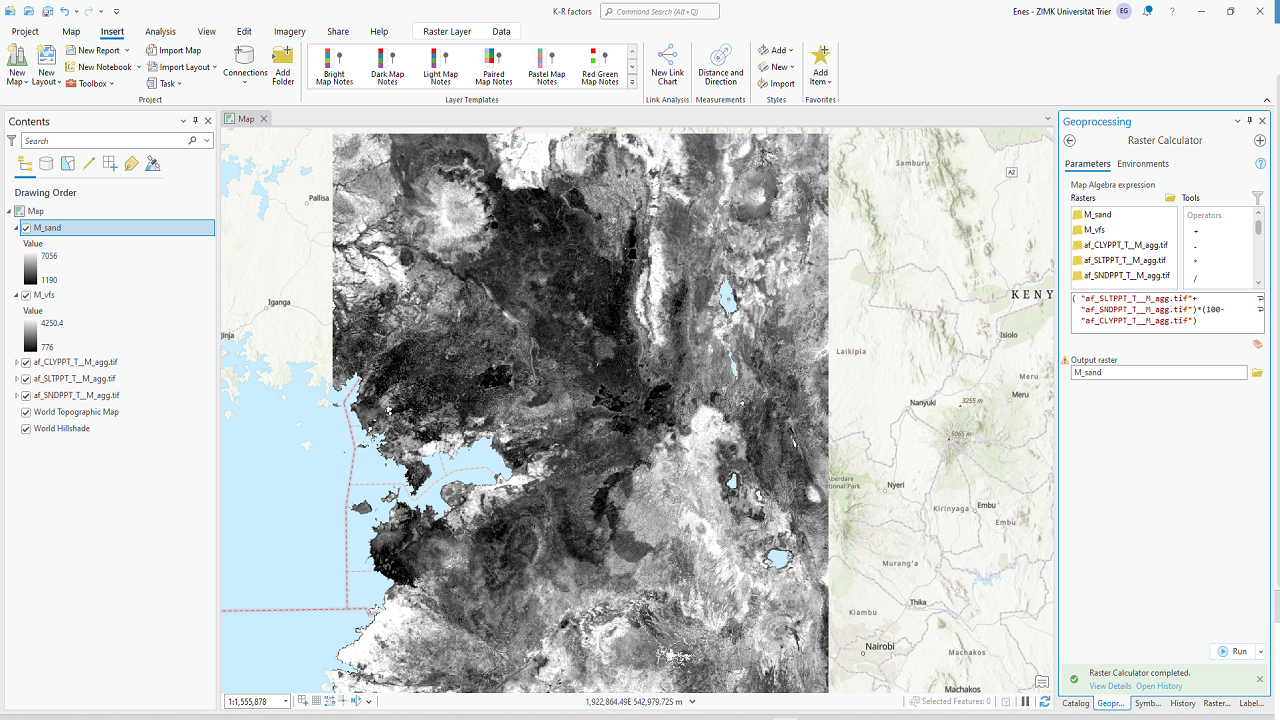 K-R factors
Command Search (Alt+Q)
Enes - ZIMK Universität Trier
EG
Project
Map
Insert
Analysis
View
Edit
Imagery
Share
Help
Raster Layer
Data
New Map
New Layout
New Report
New Notebook
Toolbox
Import Map
Import Layout
Task
Connections
Add Folder
Project
Bright Map Notes
Dark Map Notes
Light Map Notes
Paired Map Notes
Pastel Map Notes
Red Green Map Notes
Layer Templates
New Link Chart
Link Analysis
Distance and Direction
Measurements
Add
New
Import
Styles
Add Item
Favorites
Contents
Search
Drawing Order
Map
M_sand
Value
7056
1190
M_vfs
Value
4250.4
776
af_CLYPPT_T__M_agg.tif
af_SLTPPT_T__M_agg.tif
af_SNDPPT_T__M_agg.tif
World Topographic Map
World Hillshade
Map
Pallisa
Iganga
Jinja
Samburu
A2
KENY
Isiolo
Laikipia
Meru
Meru
Nanyuki
3255 m
5065 m
Aberdare
National Park
Nyeri
Kirinyaga
Embu
Embu
Murang'a
Thika
Kiambu
Nairobi
Machakos
Machakos
1:1,555,878
1,922,864.49E 542,979.72S m
Selected Features: 0
Geoprocessing
Raster Calculator
Parameters
Environments
Map Algebra expression
Rasters
Tools
M_sand
M_vfs
af_CLYPPT_T__M_agg.tif
af_SLTPPT_T__M_agg.tif
af_SNDPPT_T__M_agg.tif
Operators
+
-
*
/
( "af_SLTPPT_T__M_agg.tif"+
"af_SNDPPT_T__M_agg.tif")*(100-
"af_CLYPPT_T__M_agg.tif")
Output raster
M_sand
Run
Raster Calculator completed.
View Details Open History
Catalog
Geopr...
Symb...
History
Raster...
Label...